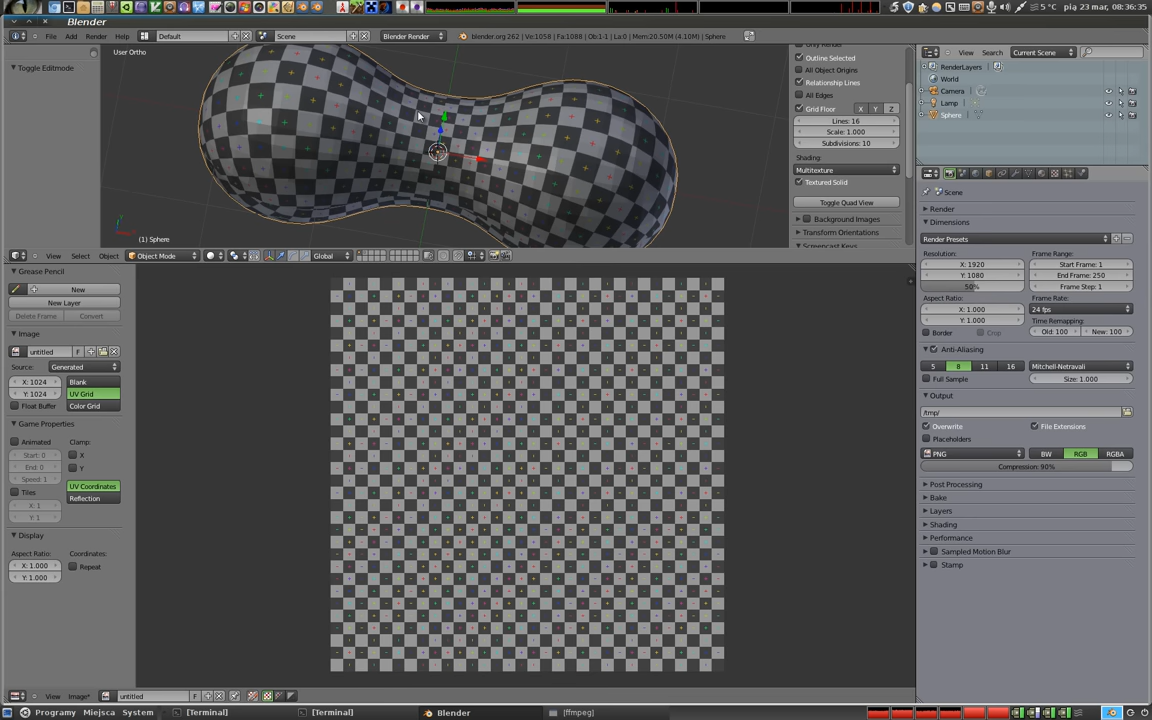 5 °C
pią 23 mar, 08:36:35
Blender
File
Add
Render
Help
Default
Scene
Blender Render
blender.org 262 | Ve:1058 | Fa:1088 | Ob:1-1 | La:0 | Mem:20.50M (4.10M) | Sphere
Toggle Editmode
User Ortho
(1) Sphere
Only Render
Outline Selected
All Object Origins
Relationship Lines
All Edges
Grid Floor
X
Y
Z
Lines: 16
Scale: 1.000
Subdivisions: 10
Shading:
Multitexture
Textured Solid
Toggle Quad View
Background Images
Transform Orientations
View
Search
Current Scene
RenderLayers
World
Camera
Lamp
Sphere
View
Select
Object
Object Mode
Global
Grease Pencil
New
New Layer
Delete Frame
Convert
Image
untitled
F
Source:
Generated
X: 1024
Y: 1024
Blank
UV Grid
Color Grid
Float Buffer
Game Properties
Animated
Clamp:
Start: 0
End: 0
Speed: 1
X
Y
Tiles
X: 1
Y: 1
UV Coordinates
Reflection
Display
Aspect Ratio:
X: 1.000
Y: 1.000
Coordinates:
Repeat
View
Image*
untitled
F
Scene
Render
Dimensions
Render Presets
Resolution:
X: 1920
Y: 1080
50%
Frame Range:
Start Frame: 1
End Frame: 250
Frame Step: 1
Aspect Ratio:
X: 1.000
Y: 1.000
Frame Rate:
24 fps
Time Remapping:
Old: 100
New: 100
Border
Crop
Anti-Aliasing
5
8
11
16
Mitchell-Netravali
Full Sample
Size: 1.000
Output
/tmp/
Overwrite
File Extensions
Placeholders
PNG
BW
RGB
RGBA
Compression: 90%
Post Processing
Bake
Layers
Shading
Performance
Sampled Motion Blur
Stamp
Programy
Miejsca
System
[Terminal]
[Terminal]
Blender
[ffmpeg]